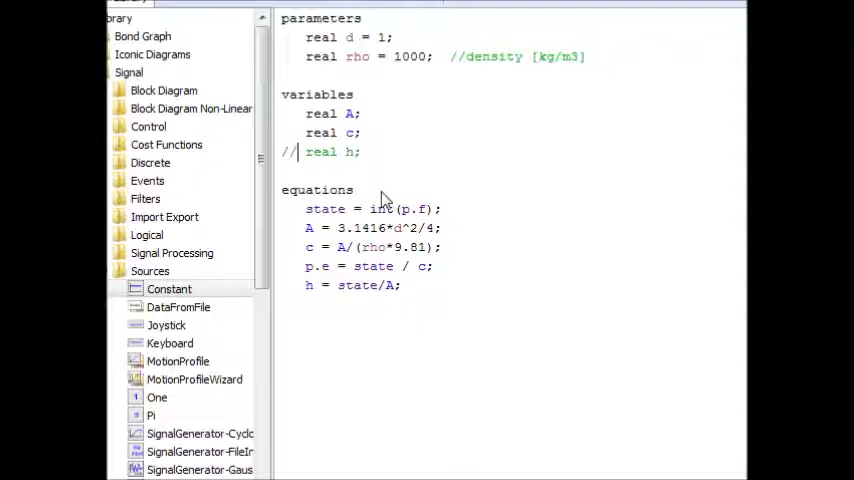 brary
Bond Graph
Iconic Diagrams
Signal
Block Diagram
Block Diagram Non-Linear
Control
Cost Functions
Discrete
Events
Filters
Import Export
Logical
Signal Processing
Sources
Constant
DataFromFile
Joystick
Keyboard
MotionProfile
MotionProfileWizard
One
Pi
SignalGenerator-Cyclo
SignalGenerator-FileIn
SignalGenerator-Gaus
parameters
real d = 1;
real rho = 1000; //density [kg/m3]
variables
real A;
real c;
// real h;
equations
state = int(p.f);
A = 3.1416*d^2/4;
c = A/(rho*9.81);
p.e = state / c;
h = state/A;